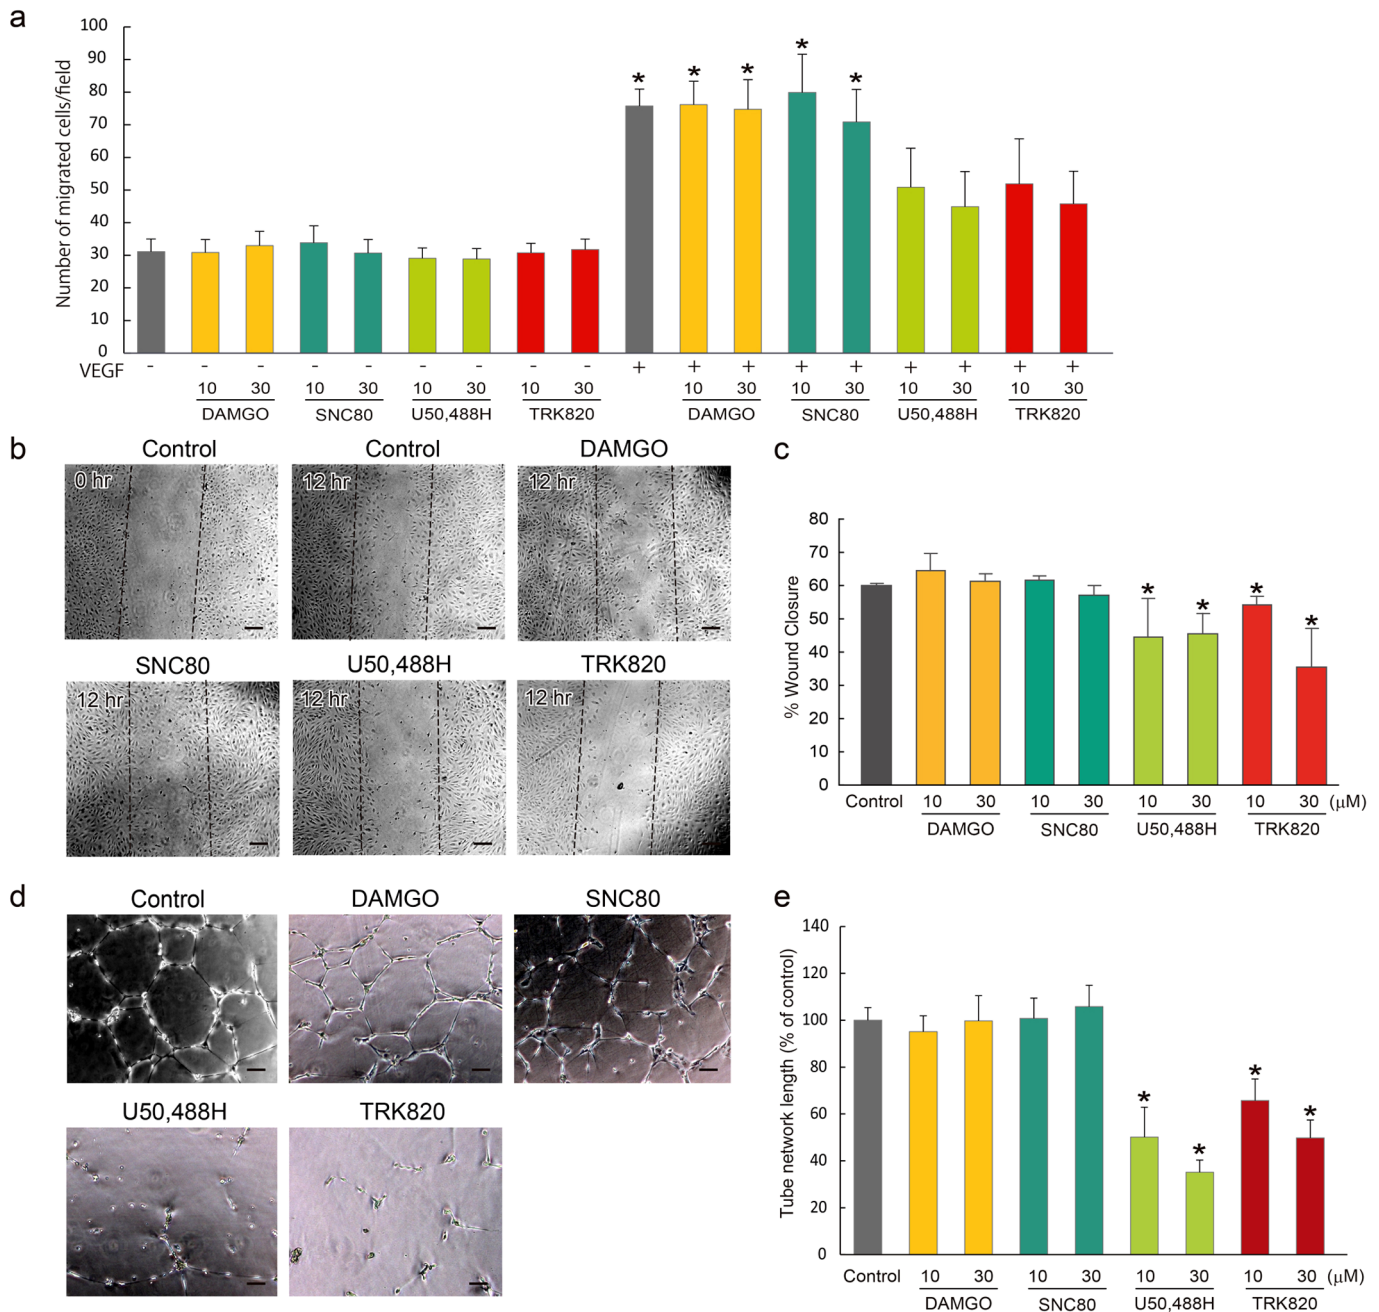 a
Number of migrated cells/field
100
90
80
70
60
50
40
30
20
10
0
* * * * *
VEGF - - - - - - - - - + + + + + + + + +
10 30 10 30 10 30 10 30 10 30 10 30 10 30 10 30
DAMGO SNC80 U50,488H TRK820 DAMGO SNC80 U50,488H TRK820
b
Control Control DAMGO
0 hr 12 hr 12 hr
SNC80 U50,488H TRK820
12 hr 12 hr 12 hr
c
% Wound Closure
80
70
60
50
40
30
20
10
0
* * * *
Control 10 30 10 30 10 30 10 30 (μM)
DAMGO SNC80 U50,488H TRK820
d
Control DAMGO SNC80
U50,488H TRK820
e
Tube network length (% of control)
140
120
100
80
60
40
20
0
* * * *
Control 10 30 10 30 10 30 10 30 (μM)
DAMGO SNC80 U50,488H TRK820